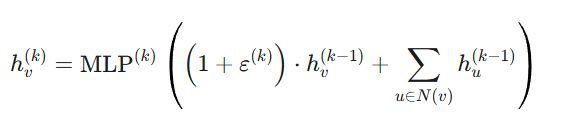 h_v^{(k)} = MLP^{(k)} ( ( 1 + ε^{(k)} ) · h_v^{(k−1)} + ∑_{u∈N(v)} h_u^{(k−1)} )